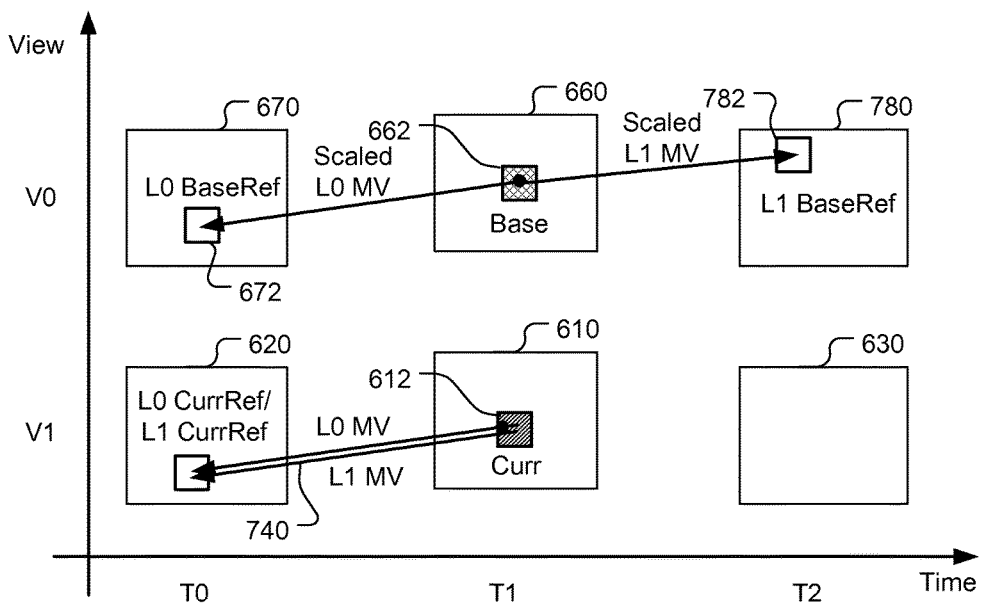 View
670
660
782
780
662
Scaled
L0 MV
Scaled
L1 MV
V0
L0 BaseRef
Base
L1 BaseRef
672
620
610
630
612
L0 CurrRef/
L1 CurrRef
L0 MV
V1
L1 MV
Curr
740
T0
T1
T2
Time